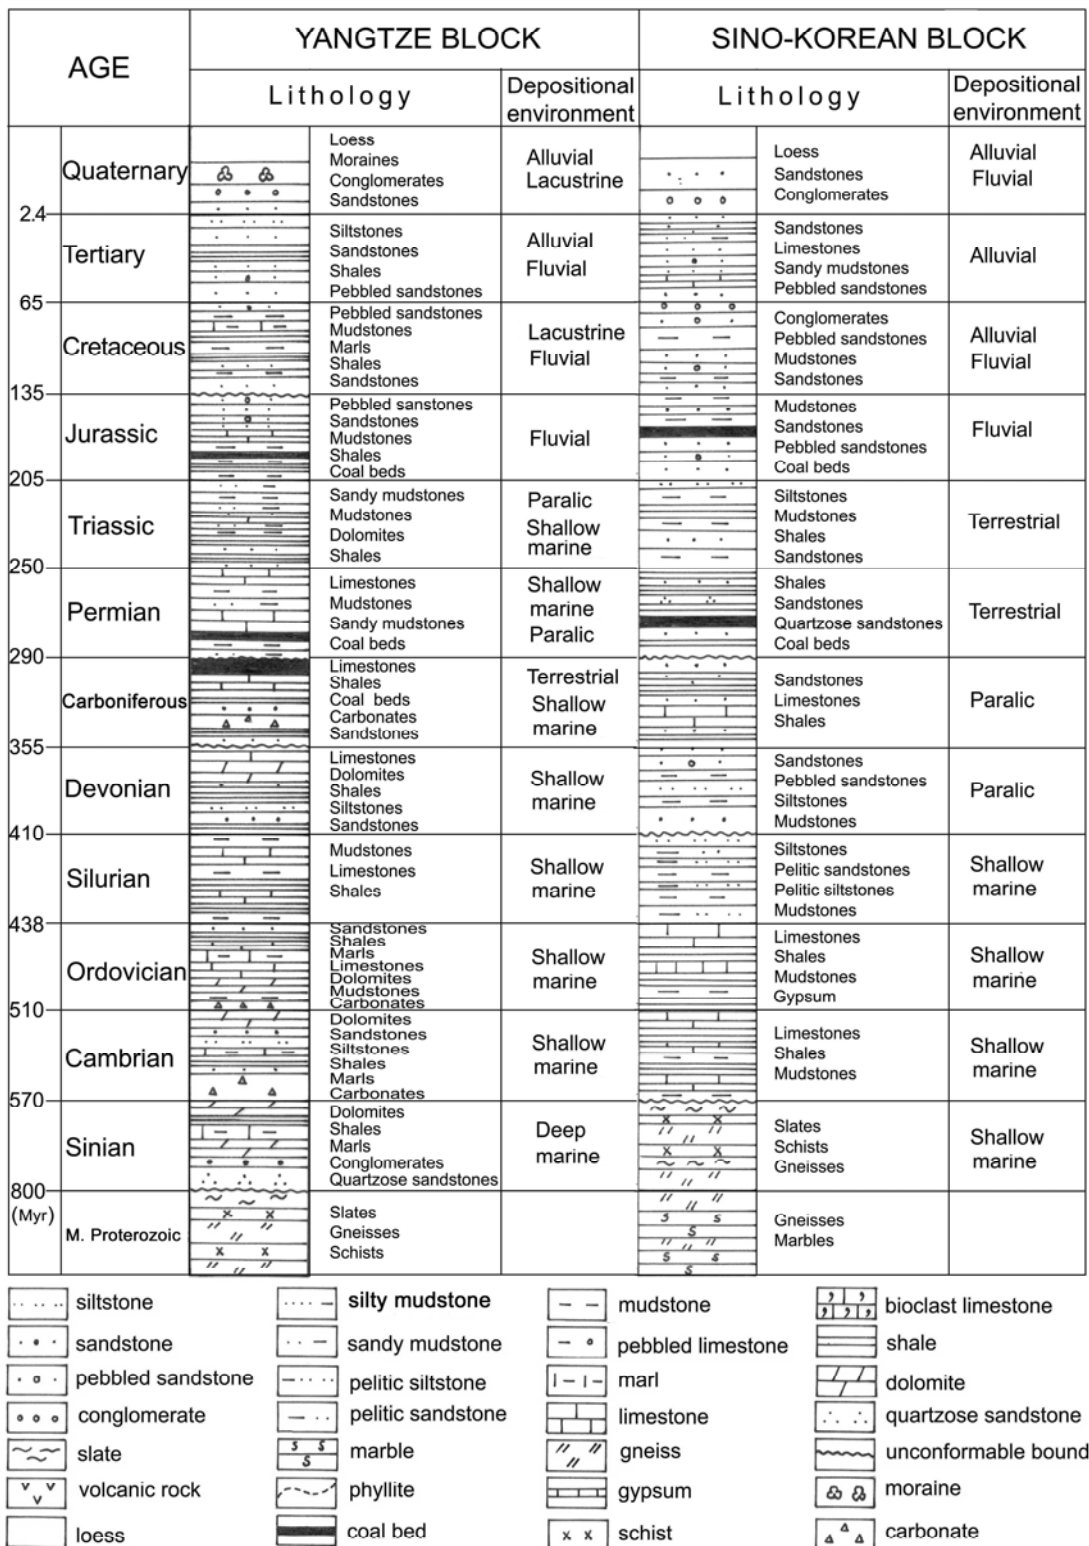 AGE
YANGTZE BLOCK
SINO-KOREAN BLOCK
Lithology
Depositional
environment
Lithology
Depositional
environment
Quaternary
Loess
Moraines
Conglomerates
Sandstones
Alluvial
Lacustrine
Loess
Sandstones
Conglomerates
Alluvial
Fluvial
2.4
Tertiary
Siltstones
Sandstones
Shales
Pebbled sandstones
Alluvial
Fluvial
Sandstones
Limestones
Sandy mudstones
Pebbled sandstones
Alluvial
65
Cretaceous
Pebbled sandstones
Mudstones
Marls
Shales
Sandstones
Lacustrine
Fluvial
Conglomerates
Pebbled sandstones
Mudstones
Sandstones
Alluvial
Fluvial
135
Jurassic
Pebbled sanstones
Sandstones
Mudstones
Shales
Coal beds
Fluvial
Mudstones
Sandstones
Pebbled sandstones
Coal beds
Fluvial
205
Triassic
Sandy mudstones
Mudstones
Dolomites
Shales
Paralic
Shallow
marine
Siltstones
Mudstones
Shales
Sandstones
Terrestrial
250
Permian
Limestones
Mudstones
Sandy mudstones
Coal beds
Shallow
marine
Paralic
Shales
Sandstones
Quartzose sandstones
Coal beds
Terrestrial
290
Carboniferous
Limestones
Shales
Coal beds
Carbonates
Sandstones
Terrestrial
Shallow
marine
Sandstones
Limestones
Shales
Paralic
355
Devonian
Limestones
Dolomites
Shales
Siltstones
Sandstones
Shallow
marine
Sandstones
Pebbled sandstones
Siltstones
Mudstones
Paralic
410
Silurian
Mudstones
Limestones
Shales
Shallow
marine
Siltstones
Pelitic sandstones
Pelitic siltstones
Mudstones
Shallow
marine
438
Ordovician
Sandstones
Shales
Marls
Limestones
Dolomites
Mudstones
Carbonates
Shallow
marine
Limestones
Shales
Mudstones
Gypsum
Shallow
marine
510
Cambrian
Dolomites
Sandstones
Siltstones
Shales
Marls
Carbonates
Shallow
marine
Limestones
Shales
Mudstones
Shallow
marine
570
Sinian
Dolomites
Shales
Marls
Conglomerates
Quartzose sandstones
Deep
marine
Slates
Schists
Gneisses
Shallow
marine
800
(Myr)
M. Proterozoic
Slates
Gneisses
Schists
Gneisses
Marbles
siltstone
silty mudstone
mudstone
bioclast limestone
sandstone
sandy mudstone
pebbled limestone
shale
pebbled sandstone
pelitic siltstone
marl
dolomite
conglomerate
pelitic sandstone
limestone
quartzose sandstone
slate
marble
gneiss
unconformable bound
volcanic rock
phyllite
gypsum
moraine
loess
coal bed
schist
carbonate